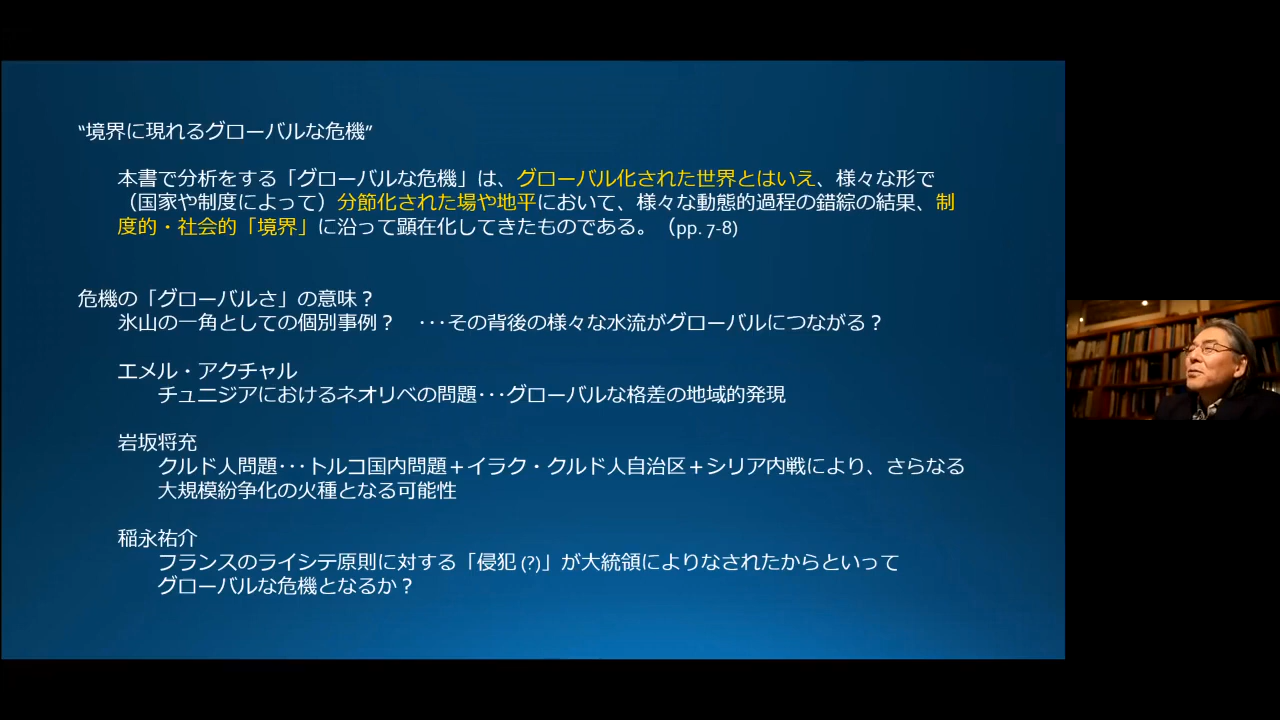 “境界に現れるグローバルな危機”
本書で分析をする「グローバルな危機」は、グローバル化された世界とはいえ、様々な形で
（国家や制度によって）分節化された場や地平において、様々な動態的過程の錯綜の結果、制
度的・社会的「境界」に沿って顕在化してきたものである。（pp. 7-8)
危機の「グローバルさ」の意味？
氷山の一角としての個別事例？　･･･その背後の様々な水流がグローバルにつながる？
エメル・アクチャル
チュニジアにおけるネオリベの問題･･･グローバルな格差の地域的発現
岩坂将充
クルド人問題･･･トルコ国内問題＋イラク・クルド人自治区＋シリア内戦により、さらなる
大規模紛争化の火種となる可能性
稲永祐介
フランスのライシテ原則に対する「侵犯 (?)」が大統領によりなされたからといって
グローバルな危機となるか？